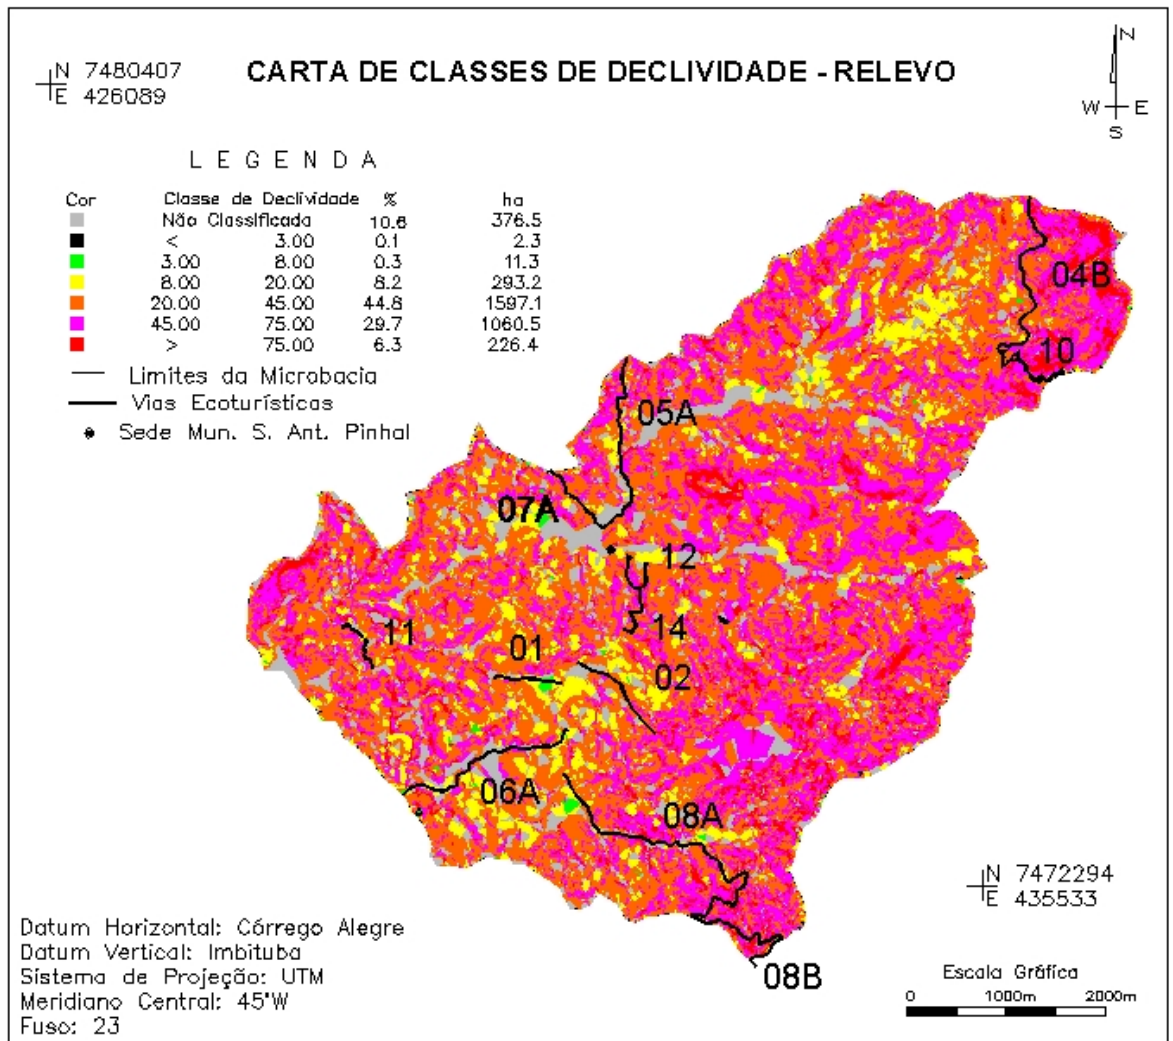 N 7480407
E 426089
CARTA DE CLASSES DE DECLIVIDADE - RELEVO
N
W E
S
LEGENDA
Cor Classe de Declividade % ha
Não Classificada 10.6 376.5
< 3.00 0.1 2.3
3.00 8.00 0.3 11.3
8.00 20.00 8.2 293.2
20.00 45.00 44.8 1597.1
45.00 75.00 29.7 1060.5
> 75.00 6.3 226.4
Limites da Microbacia
Vias Ecoturísticas
Sede Mun. S. Ant. Pinhal
04B
10
05A
07A
12
11
14
01
02
06A
08A
08B
N 7472294
E 435533
Datum Horizontal: Córrego Alegre
Datum Vertical: Imbituba
Sistema de Projeção: UTM
Meridiano Central: 45°W
Fuso: 23
Escala Gráfica
0 1000m 2000m